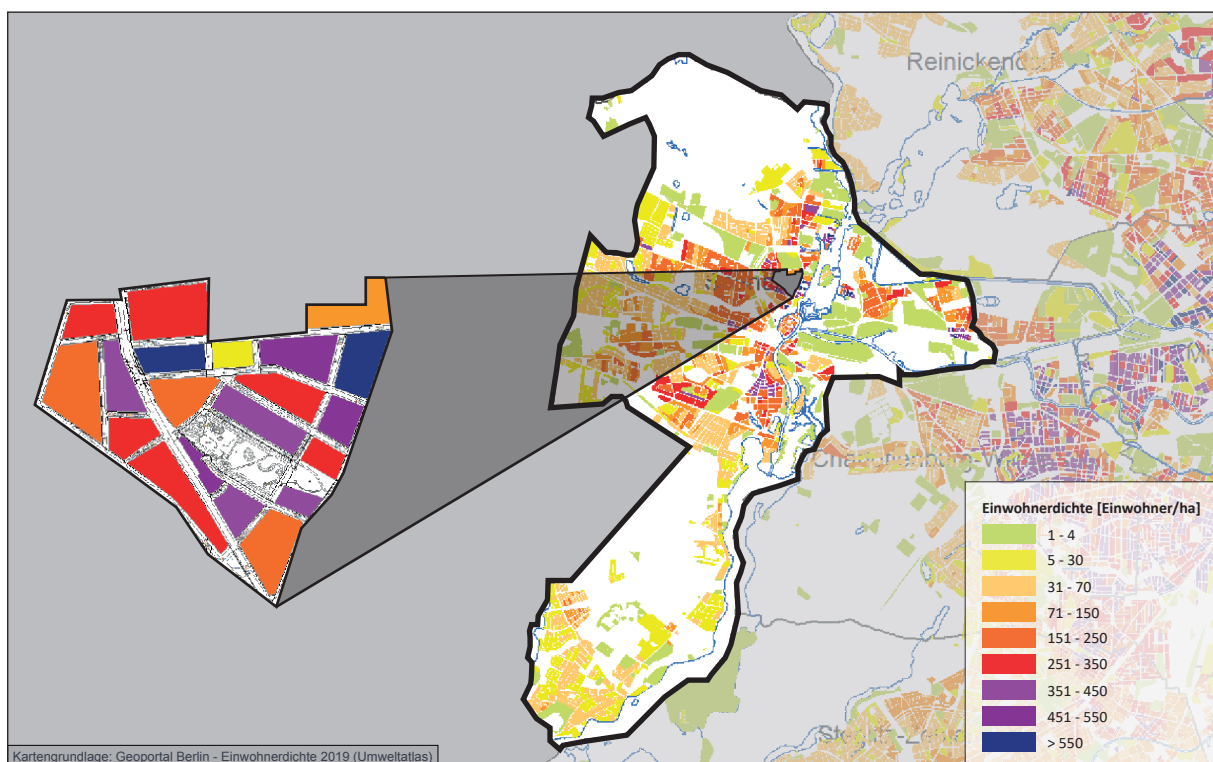 Reinickendorf
Einwohnerdichte [Einwohner/ha]
1 - 4
5 - 30
31 - 70
71 - 150
151 - 250
251 - 350
351 - 450
451 - 550
> 550
Kartengrundlage: Geoportal Berlin - Einwohnerdichte 2019 (Umweltatlas)